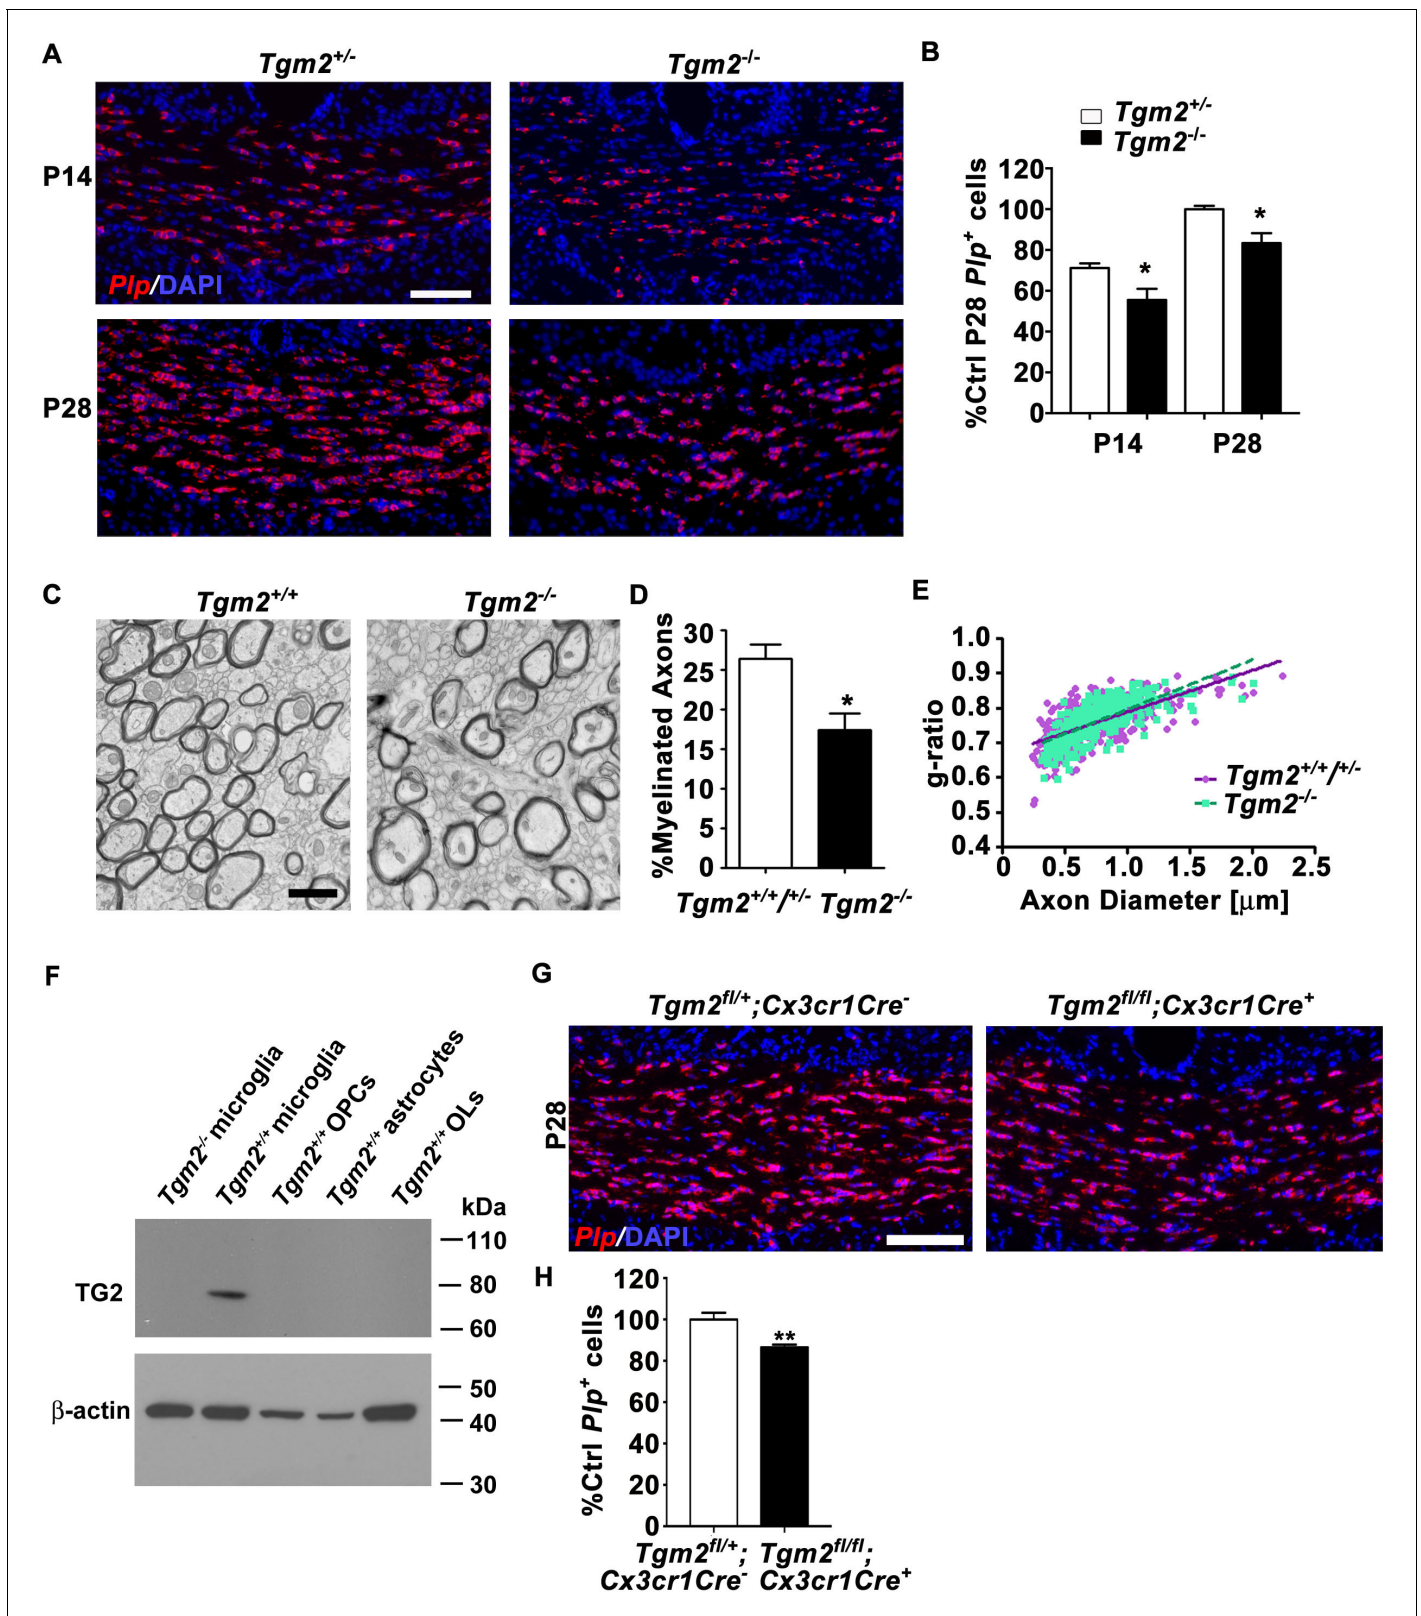 A
Tgm2+/-
Tgm2-/-
P14
Plp/DAPI
P28
B
Tgm2+/-
Tgm2-/-
%Ctrl P28 Plp+ cells
120
100
80
60
40
20
0
P14
P28
*
*
C
Tgm2+/+
Tgm2-/-
D
%Myelinated Axons
30
25
20
15
10
5
0
*
Tgm2+/+/+/-
Tgm2-/-
E
g-ratio
1.0
0.9
0.8
0.7
0.6
0.5
0.4
0
0.5
1.0
1.5
2.0
2.5
Axon Diameter [μm]
Tgm2+/+/+/-
Tgm2-/-
F
Tgm2-/- microglia
Tgm2+/+ microglia
Tgm2+/+ OPCs
Tgm2+/+ astrocytes
Tgm2+/+ OLs
kDa
110
TG2
80
60
50
β-actin
40
30
G
Tgm2fl/+;Cx3cr1Cre-
Tgm2fl/fl;Cx3cr1Cre+
P28
Plp/DAPI
H
%Ctrl Plp+ cells
120
100
80
60
40
20
0
**
Tgm2fl/+;
Cx3cr1Cre-
Tgm2fl/fl;
Cx3cr1Cre+